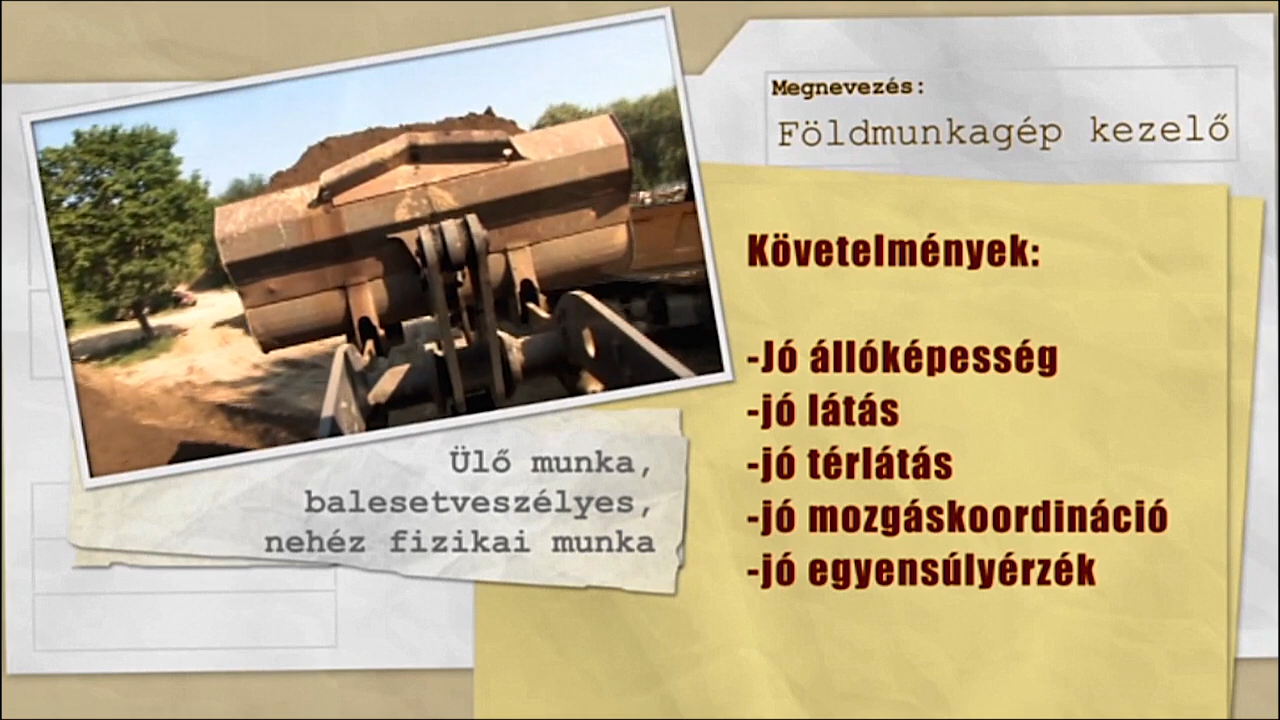 Megnevezés:
Földmunkagép kezelő
Követelmények:
-Jó állóképesség
-jó látás
-jó térlátás
-jó mozgáskoordináció
-jó egyensúlyérzék
Ülő munka,
balesetveszélyes,
nehéz fizikai munka